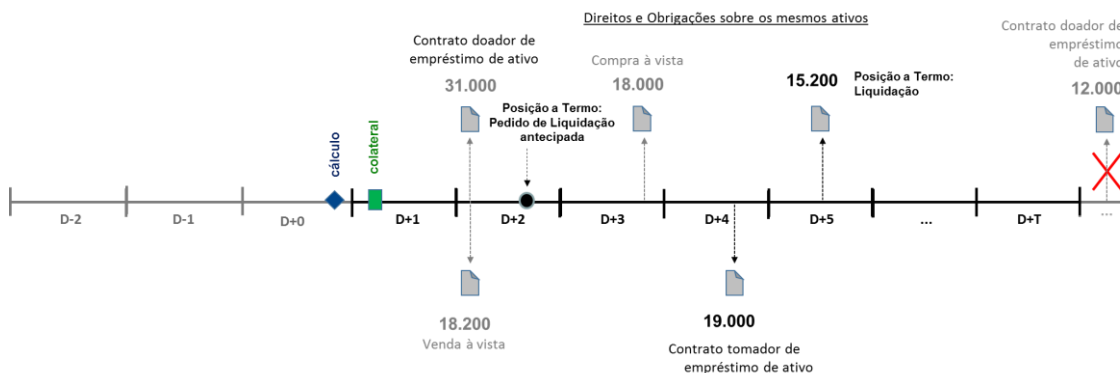 Direitos e Obrigações sobre os mesmos ativos
Contrato doador de
empréstimo de ativo
31.000
Compra à vista
18.000
15.200
Posição a Termo:
Liquidação
Contrato doador de
empréstimo
de ativo
12.000
Posição a Termo:
Pedido de Liquidação
antecipada
cálculo
colateral
D-2
D-1
D+0
D+1
D+2
D+3
D+4
D+5
...
D+T
...
18.200
Venda à vista
19.000
Contrato tomador de
empréstimo de ativo